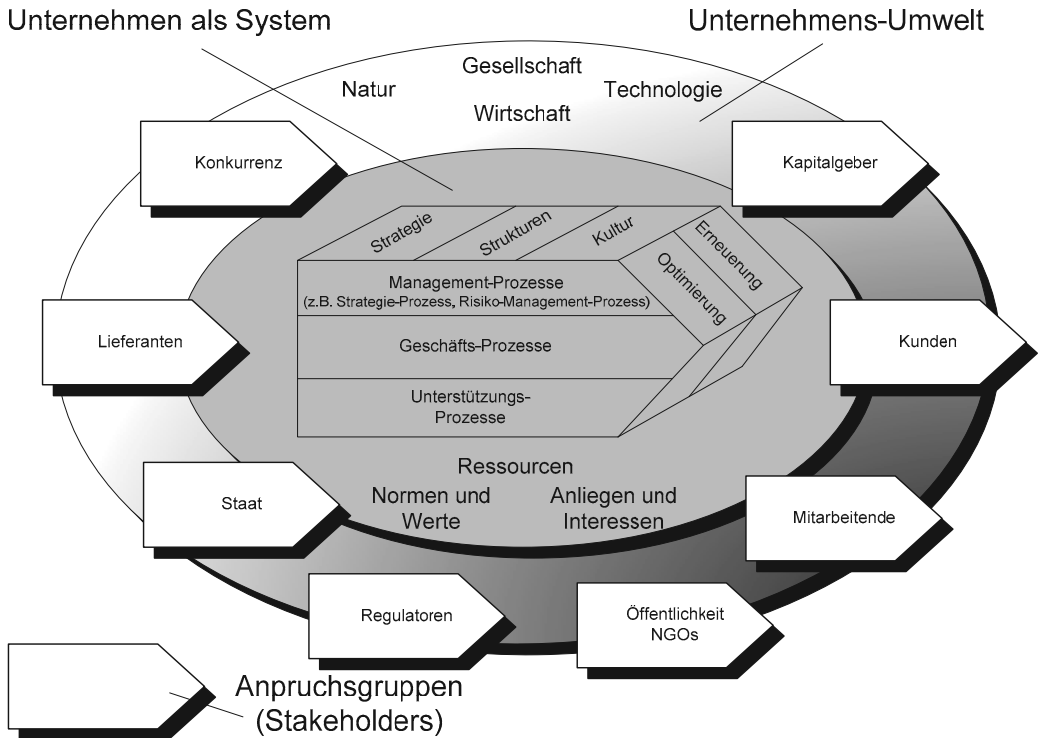 Unternehmen als System
Unternehmens-Umwelt
Gesellschaft
Natur
Technologie
Wirtschaft
Konkurrenz
Kapitalgeber
Strategie
Strukturen
Kultur
Erneuerung
Optimierung
Management-Prozesse
(z.B. Strategie-Prozess, Risiko-Management-Prozess)
Lieferanten
Geschäfts-Prozesse
Kunden
Unterstützungs-
Prozesse
Ressourcen
Normen und
Werte
Anliegen und
Interessen
Staat
Mitarbeitende
Regulatoren
Öffentlichkeit
NGOs
Anpruchsgruppen
(Stakeholders)